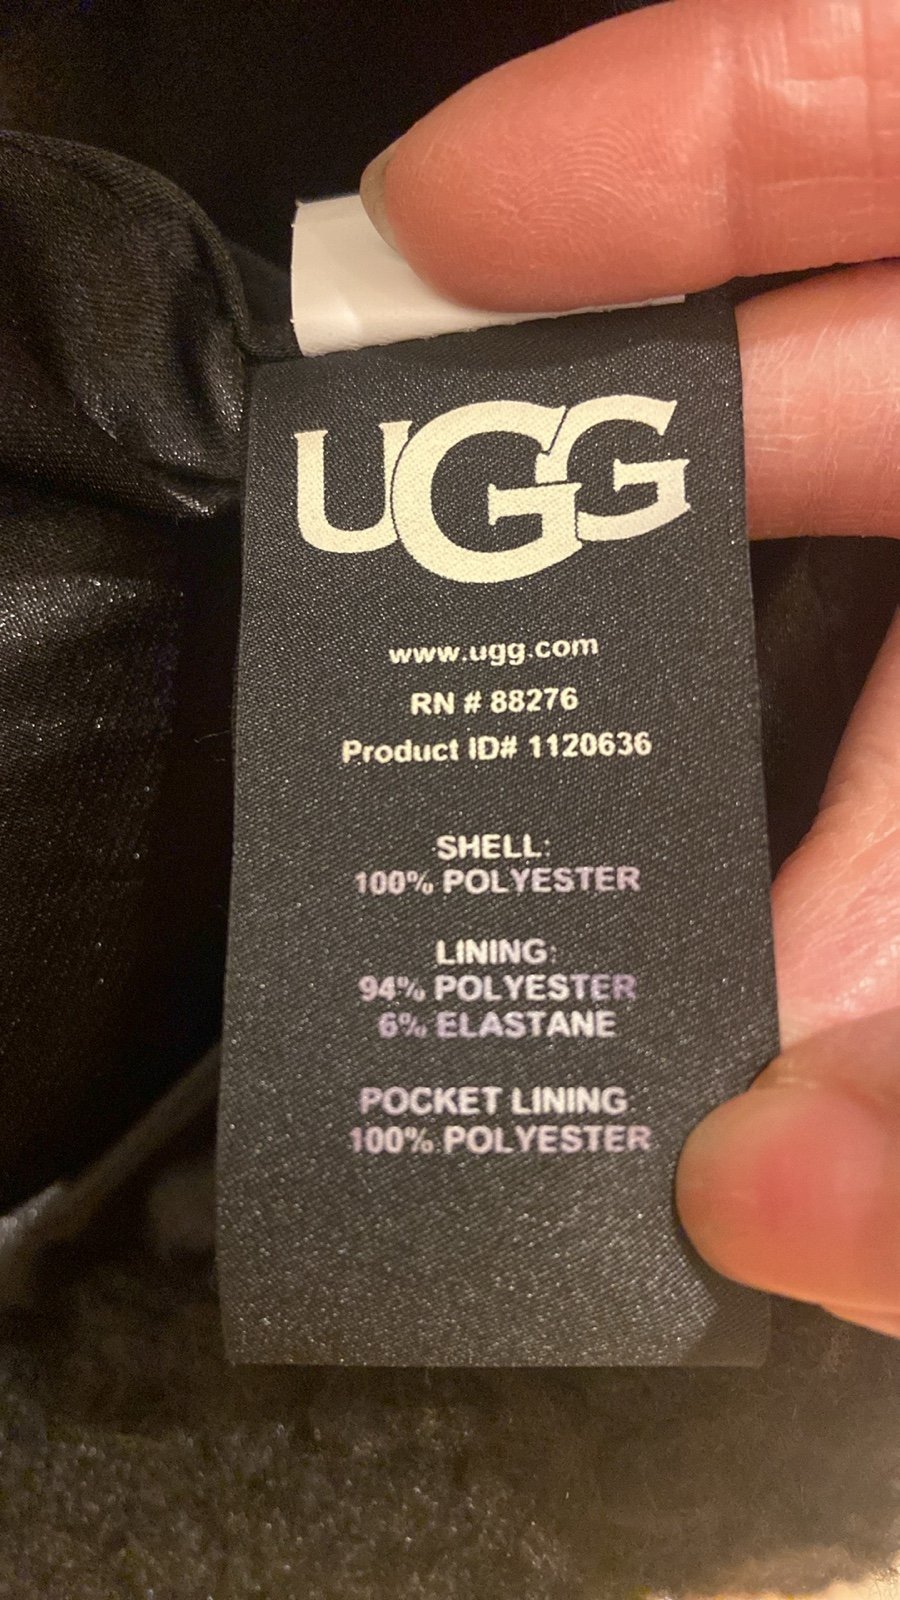 UGG
www.ugg.com
RN # 88276
Product ID# 1120636
SHELL:
100% POLYESTER
LINING:
94% POLYESTER
6% ELASTANE
POCKET LINING:
100% POLYESTER